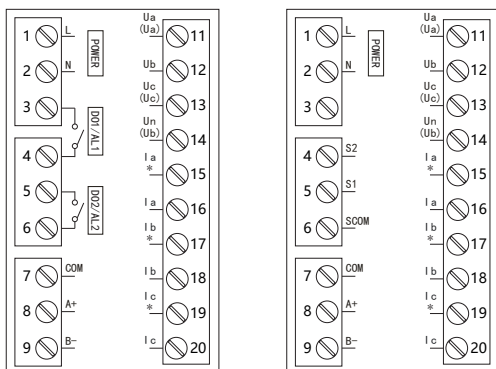 1 L
2 N
POWER
3
DO1/AL1
4
5
DO2/AL2
6
7 COM
8 A+
9 B-
Ua
(Ua) 11
Ub 12
Uc
(Uc) 13
Un
(Ub) 14
Ia
* 15
Ia 16
Ib
* 17
Ib 18
Ic
* 19
Ic 20
1 L
2 N
POWER
3
4 S2
5 S1
6 SCOM
7 COM
8 A+
9 B-
Ua
(Ua) 11
Ub 12
Uc
(Uc) 13
Un
(Ub) 14
Ia
* 15
Ia 16
Ib
* 17
Ib 18
Ic
* 19
Ic 20